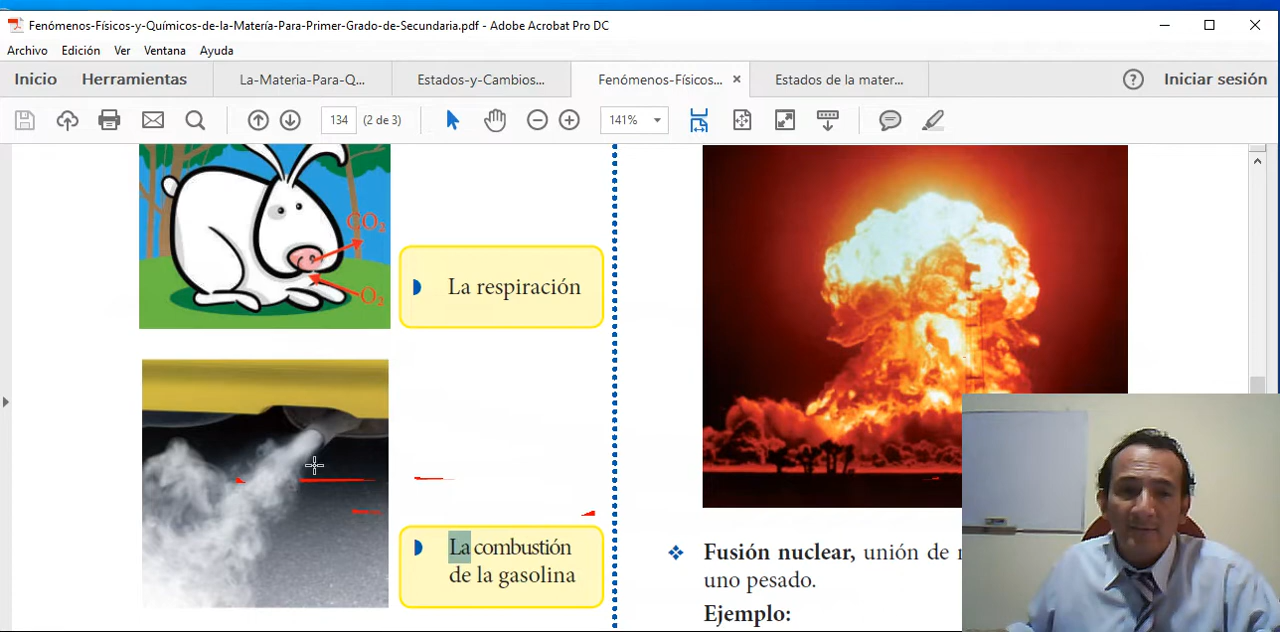 Fenómenos-Físicos-y-Químicos-de-la-Matería-Para-Primer-Grado-de-Secundaria.pdf - Adobe Acrobat Pro DC
Archivo Edición Ver Ventana Ayuda
Inicio Herramientas La-Materia-Para-Q... Estados-y-Cambios... Fenómenos-Físicos... × Estados de la mater... ? Iniciar sesión
134 (2 de 3) 141%
CO₂
O₂
La respiración
La combustión
de la gasolina
❖ Fusión nuclear, unión de
uno pesado.
Ejemplo: